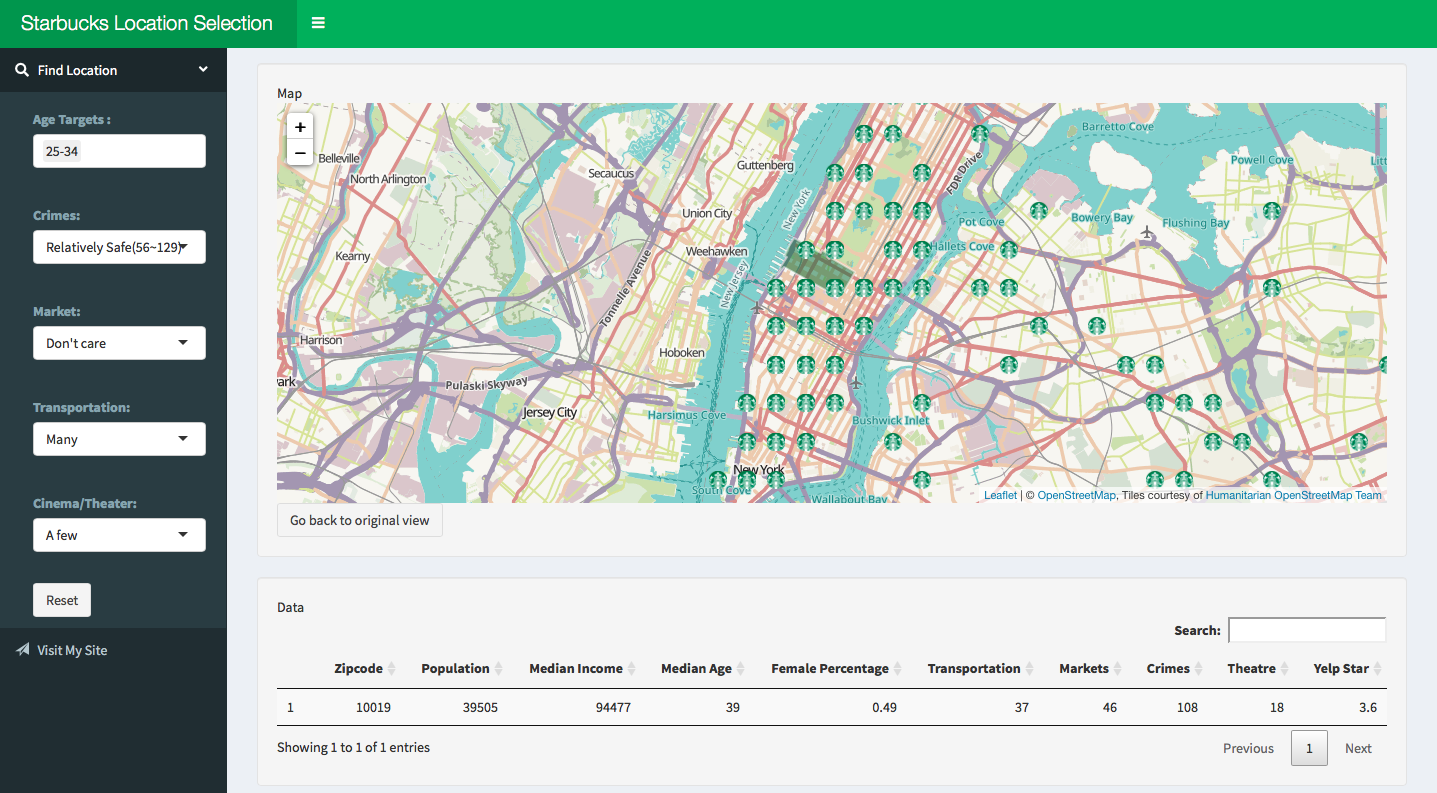 Starbucks Location Selection
Find Location
Age Targets :
25-34
Crimes:
Relatively Safe(56~129)
Market:
Don't care
Transportation:
Many
Cinema/Theater:
A few
Reset
Visit My Site
Map
+
−
Belleville
North Arlington
Secaucus
Guttenberg
Union City
Weehawken
Kearny
Tonnelle Avenue
New York
New Jersey
FDR Drive
Barretto Cove
Powell Cove
Pot Cove
Bowery Bay
Flushing Bay
Hallets Cove
Harrison
Hoboken
Pulaski Skyway
Jersey City
Harsimus Cove
Bushwick Inlet
New York
South Cove
Wallabout Bay
Leaflet | © OpenStreetMap, Tiles courtesy of Humanitarian OpenStreetMap Team
Go back to original view
Data
Search:
Zipcode Population Median Income Median Age Female Percentage Transportation Markets Crimes Theatre Yelp Star
1 10019 39505 94477 39 0.49 37 46 108 18 3.6
Showing 1 to 1 of 1 entries
Previous 1 Next